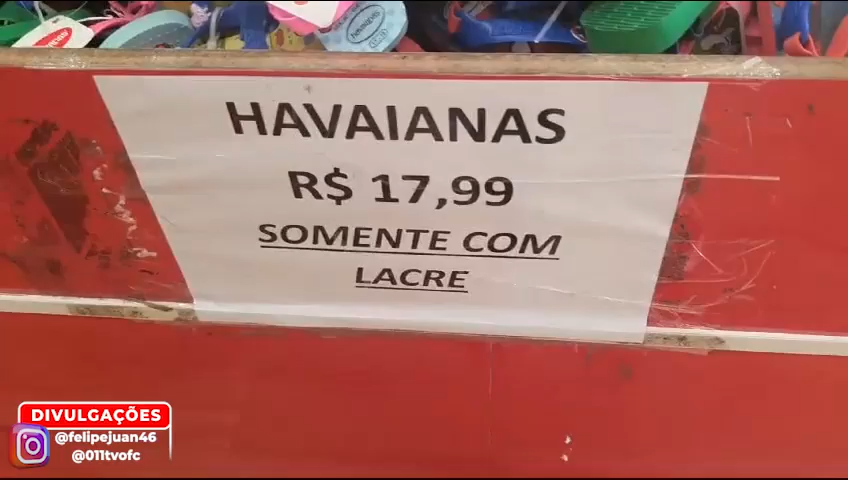 HAVAIANAS
R$ 17,99
SOMENTE COM
LACRE
DIVULGAÇÕES
@felipejuan46
@011tvofc